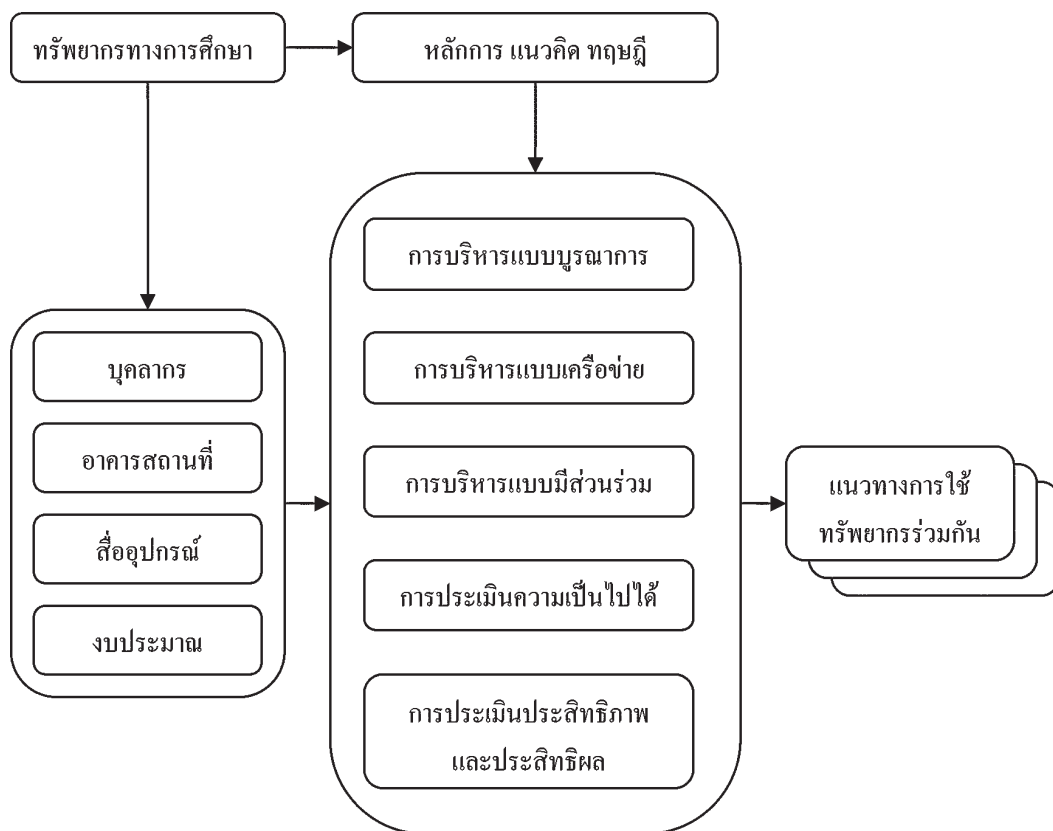 ทรัพยากรทางการศึกษา
หลักการ แนวคิด ทฤษฎี
บุคลากร
อาคารสถานที่
สื่ออุปกรณ์
งบประมาณ
การบริหารแบบบูรณาการ
การบริหารแบบเครือข่าย
การบริหารแบบมีส่วนร่วม
การประเมินความเป็นไปได้
การประเมินประสิทธิภาพ
และประสิทธิผล
แนวทางการใช้
ทรัพยากรร่วมกัน